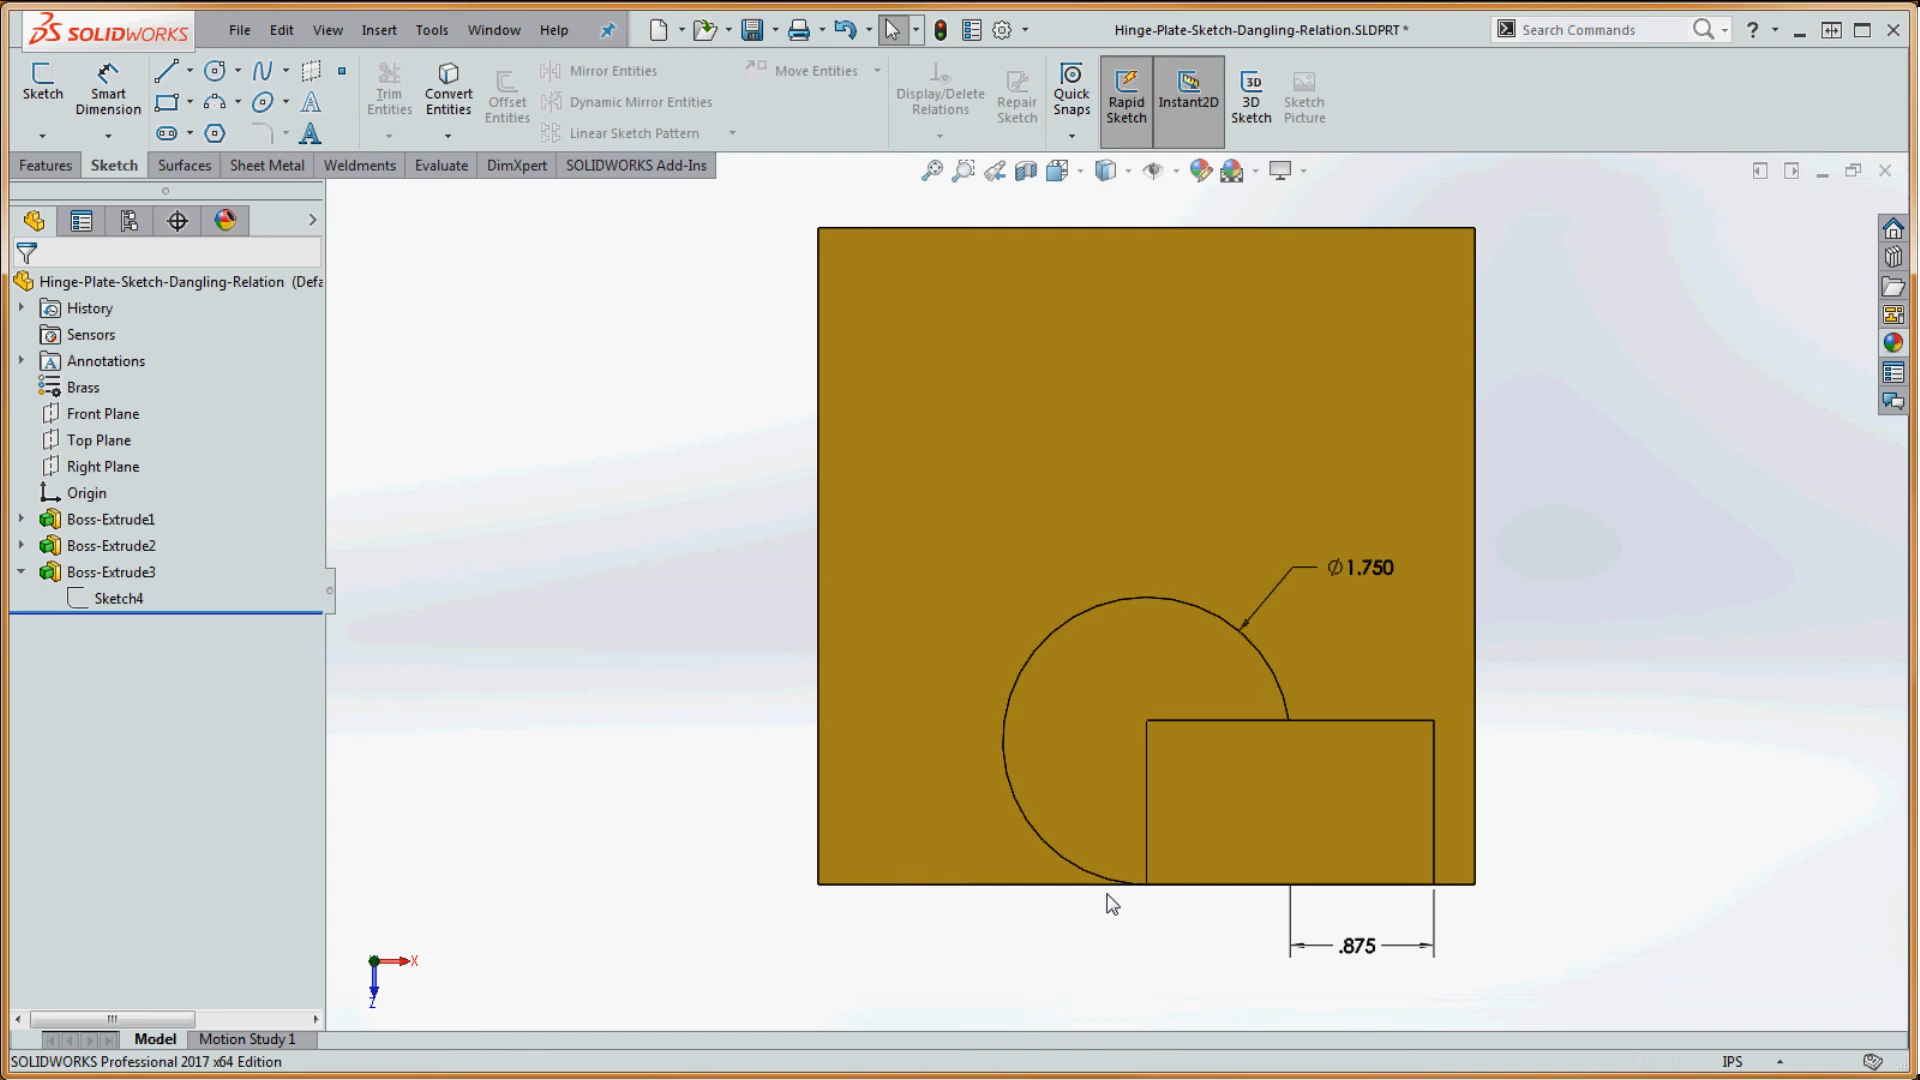 SOLIDWORKS File Edit View Insert Tools Window Help Hinge-Plate-Sketch-Dangling-Relation.SLDPRT * Search Commands
Sketch
Smart Dimension
Trim Entities
Convert Entities
Offset Entities
Mirror Entities
Dynamic Mirror Entities
Linear Sketch Pattern
Move Entities
Display/Delete Relations
Repair Sketch
Quick Snaps
Rapid Sketch
Instant2D
3D Sketch
Sketch Picture
Features Sketch Surfaces Sheet Metal Weldments Evaluate DimXpert SOLIDWORKS Add-Ins
Hinge-Plate-Sketch-Dangling-Relation (Defa
History
Sensors
Annotations
Brass
Front Plane
Top Plane
Right Plane
Origin
Boss-Extrude1
Boss-Extrude2
Boss-Extrude3
Sketch4
Ø1.750
.875
X
Z
Model Motion Study 1
SOLIDWORKS Professional 2017 x64 Edition IPS